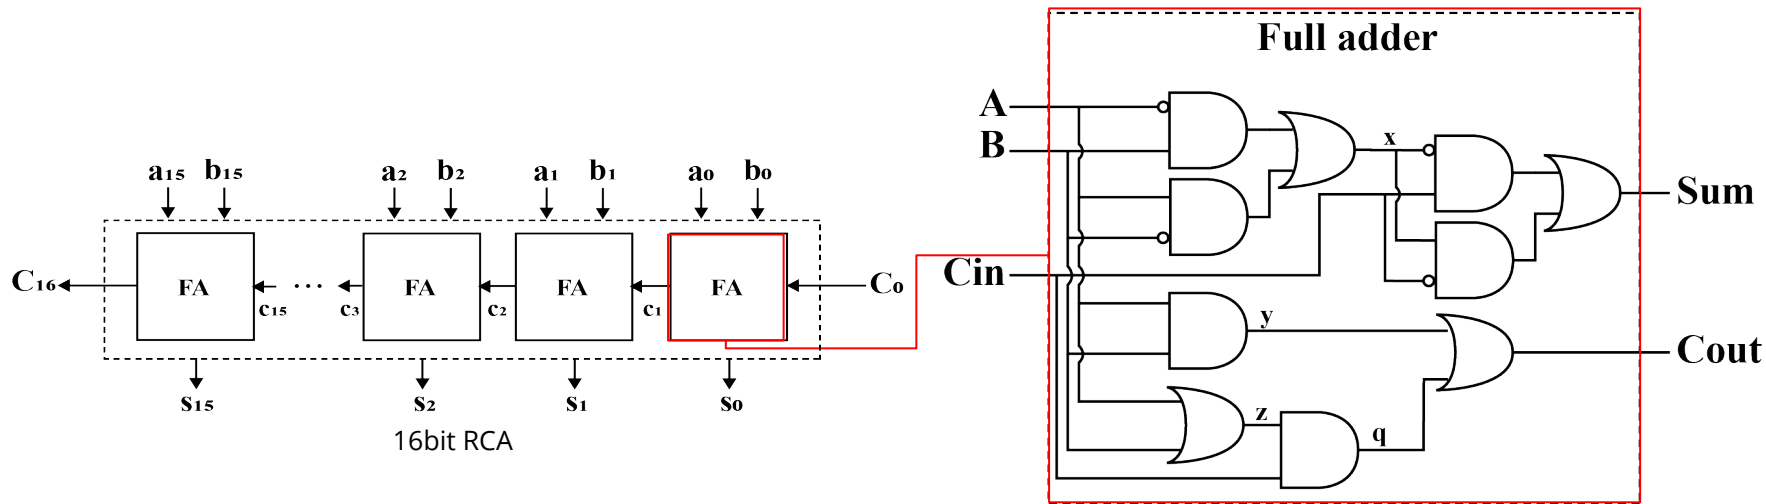 Full adder
A
B
x
Sum
Cin
y
Cout
z
q
a15 b15 a2 b2 a1 b1 a0 b0
C16 FA c15 ... c3 FA c2 FA c1 FA C0
s15 s2 s1 s0
16bit RCA